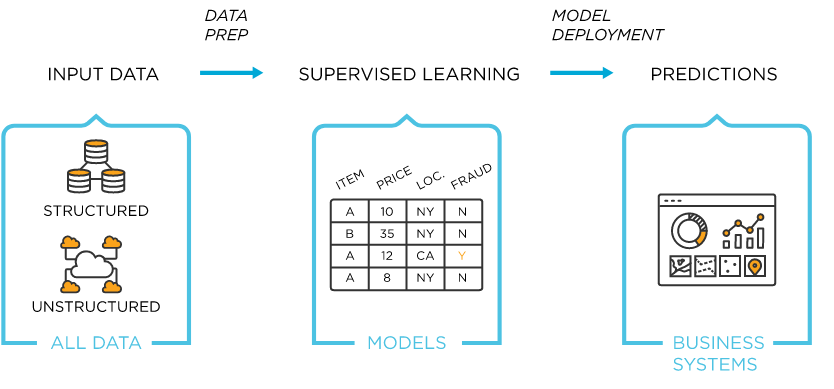 DATA
PREP
MODEL
DEPLOYMENT
INPUT DATA
SUPERVISED LEARNING
PREDICTIONS
STRUCTURED
UNSTRUCTURED
ALL DATA
ITEM PRICE LOC. FRAUD
A 10 NY N
B 35 NY N
A 12 CA Y
A 8 NY N
MODELS
BUSINESS
SYSTEMS